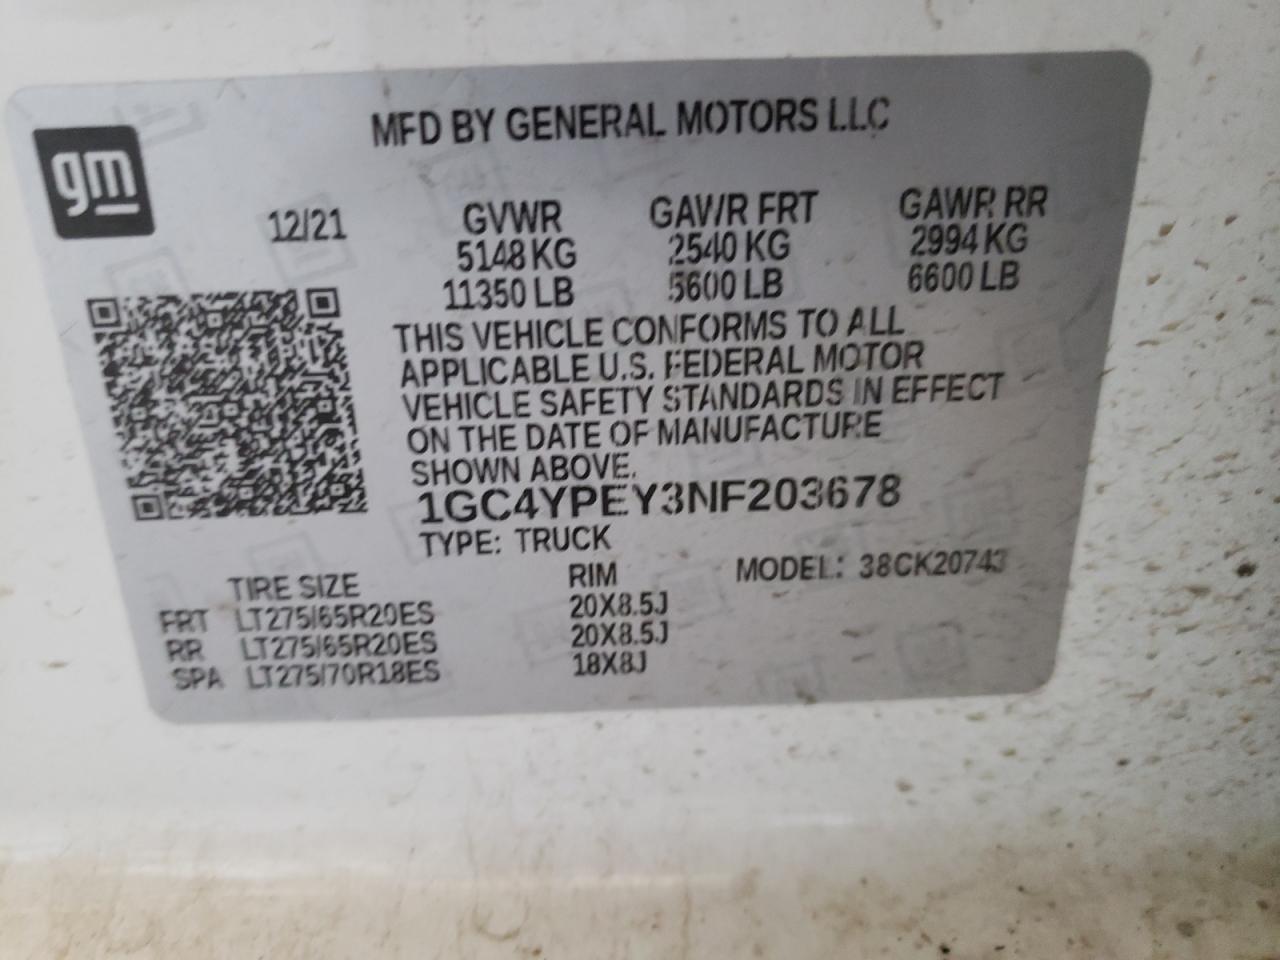 gm
MFD BY GENERAL MOTORS LLC
12/21 GVWR GAWR FRT GAWR RR
5148 KG 2540 KG 2994 KG
11350 LB 5600 LB 6600 LB
THIS VEHICLE CONFORMS TO ALL
APPLICABLE U.S. FEDERAL MOTOR
VEHICLE SAFETY STANDARDS IN EFFECT
ON THE DATE OF MANUFACTURE
SHOWN ABOVE.
1GC4YPEY3NF203678
TYPE: TRUCK
TIRE SIZE RIM MODEL: 38CK20743
FRT LT275/65R20ES 20X8.5J
RR LT275/65R20ES 20X8.5J
SPA LT275/70R18ES 18X8J